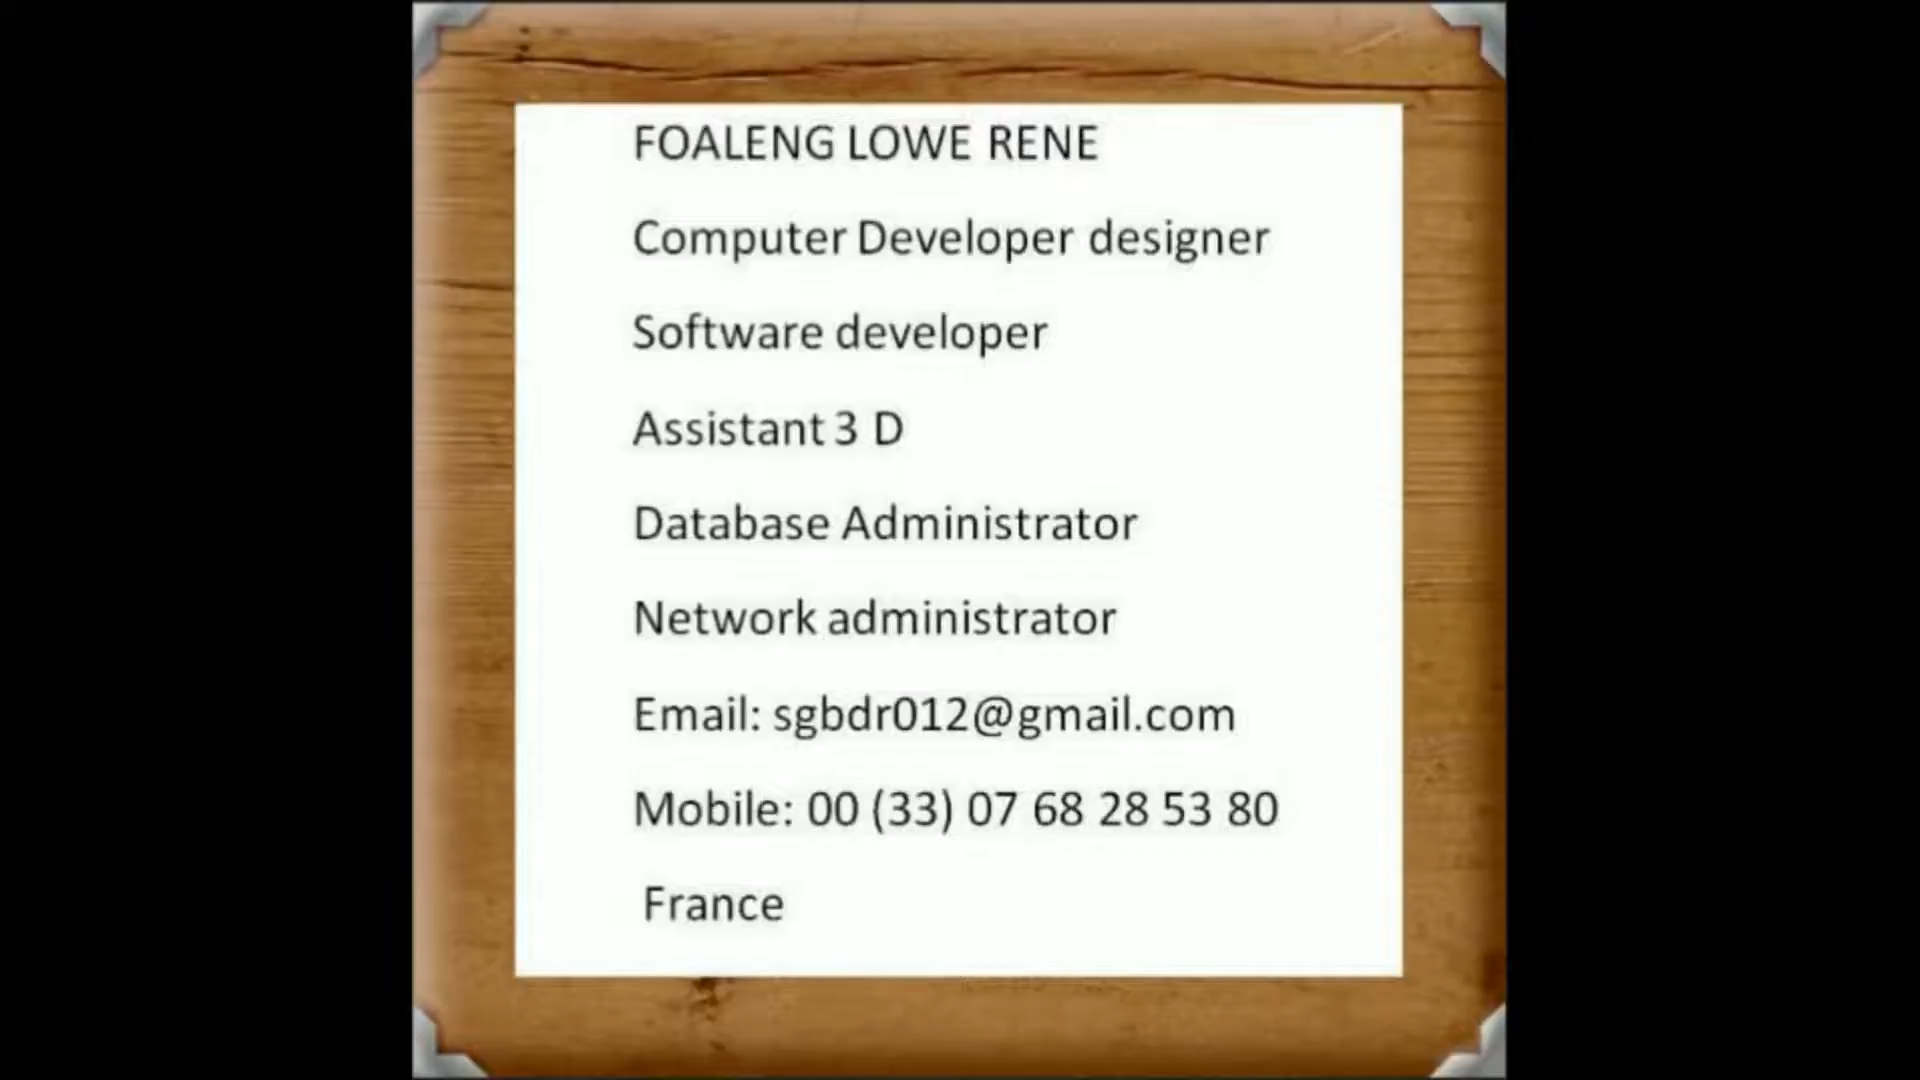 FOALENG LOWE RENE
Computer Developer designer
Software developer
Assistant 3 D
Database Administrator
Network administrator
Email: sgbdr012@gmail.com
Mobile: 00 (33) 07 68 28 53 80
France